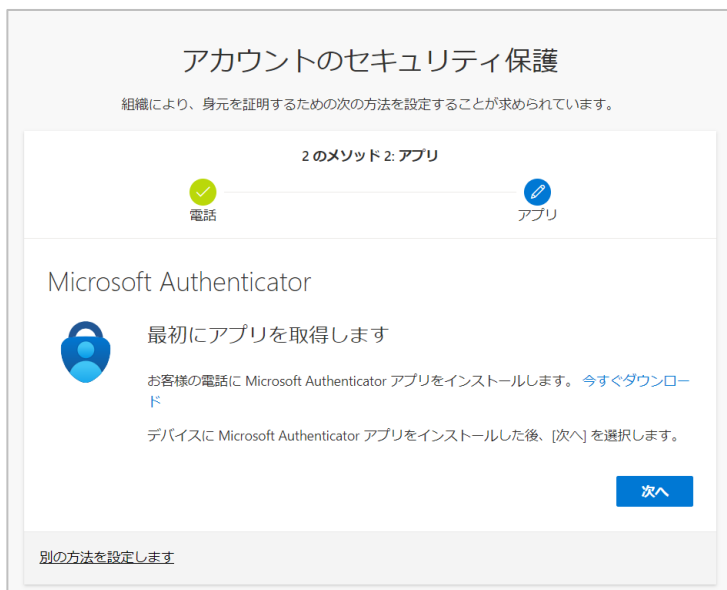 アカウントのセキュリティ保護
組織により、身元を証明するための次の方法を設定することが求められています。
2 のメソッド 2: アプリ
電話
アプリ
Microsoft Authenticator
最初にアプリを取得します
お客様の電話に Microsoft Authenticator アプリをインストールします。 今すぐダウンロー
ド
デバイスに Microsoft Authenticator アプリをインストールした後、[次へ] を選択します。
次へ
別の方法を設定します